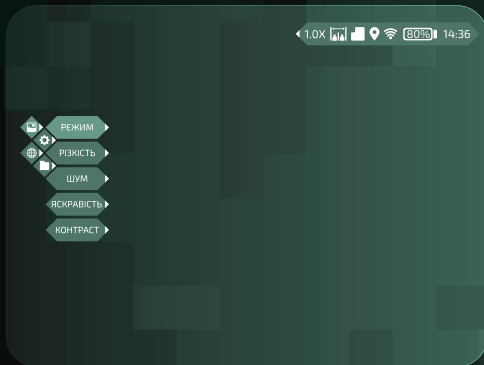 1.0X 80% 14:36
РЕЖИМ
РІЗКІСТЬ
ШУМ
ЯСКРАВІСТЬ
КОНТРАСТ